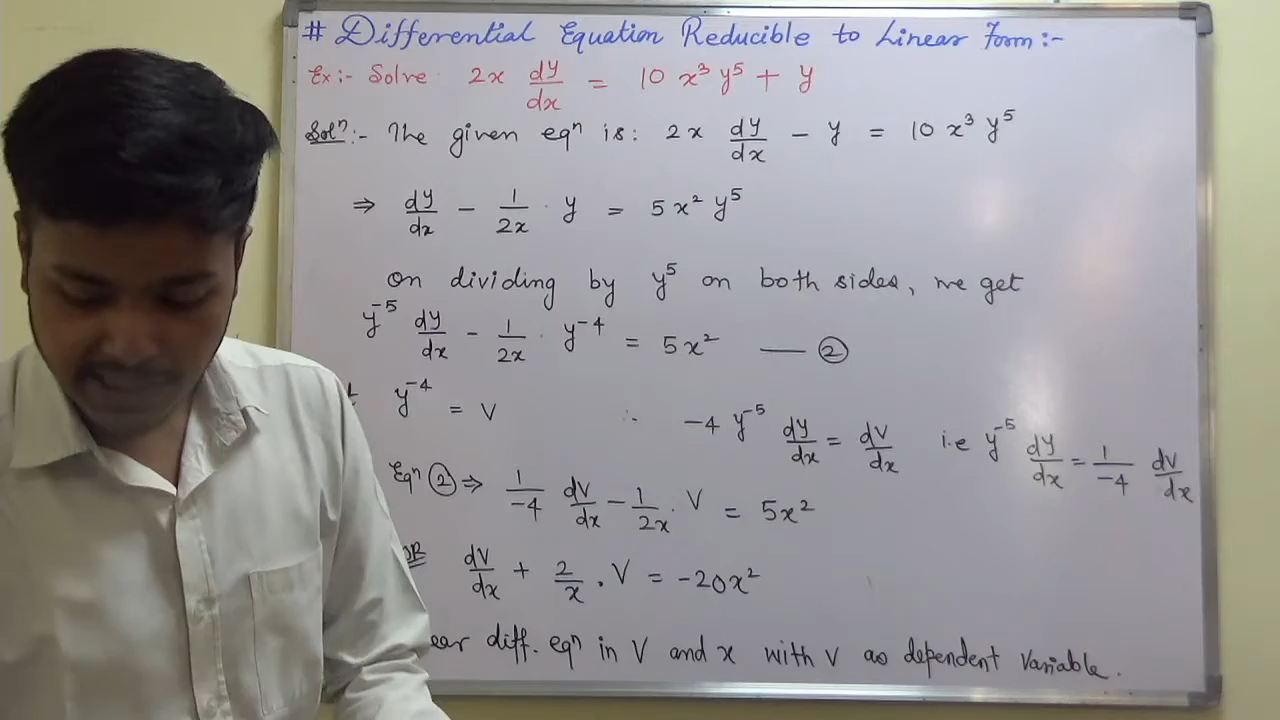 # Differential Equation Reducible to Linear Form :-
Ex:- Solve 2x dy/dx = 10 x³ y⁵ + y
Solⁿ:- The given eqⁿ is: 2x dy/dx - y = 10 x³ y⁵
⇒ dy/dx - 1/2x · y = 5x² y⁵
On dividing by y⁵ on both sides, we get
y⁻⁵ dy/dx - 1/2x · y⁻⁴ = 5x² —— ②
y⁻⁴ = v ∴ -4 y⁻⁵ dy/dx = dv/dx i.e y⁻⁵ dy/dx = 1/-4 dv/dx
Eqⁿ ② ⇒ 1/-4 dv/dx - 1/2x · v = 5x²
OR dv/dx + 2/x . v = -20x²
diff. eqⁿ in v and x with v as dependent variable.